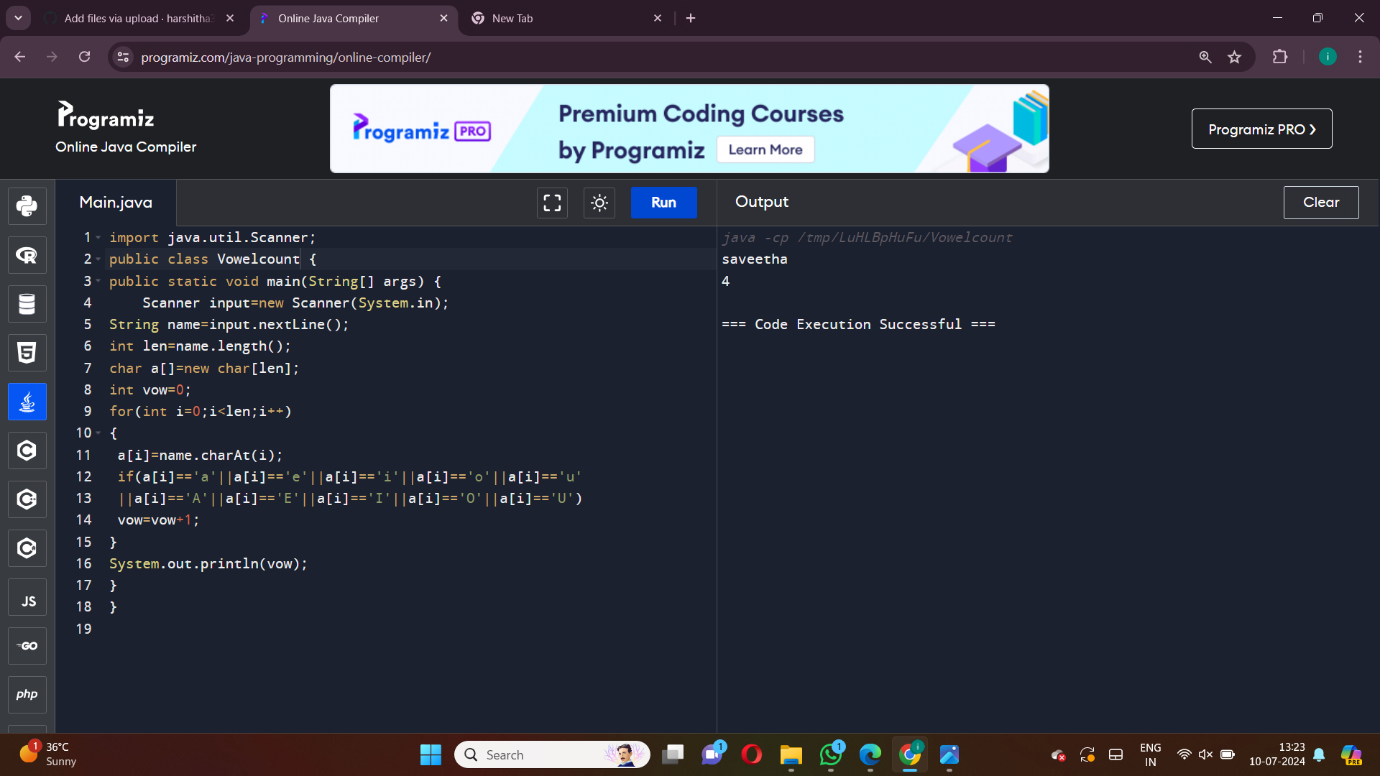 Add files via upload · harshitha
Online Java Compiler
New Tab
programiz.com/java-programming/online-compiler/
i
Programiz
Online Java Compiler
Programiz PRO
Premium Coding Courses
by Programiz
Learn More
Programiz PRO
Main.java
Run
Output
Clear
1 import java.util.Scanner;
2 public class Vowelcount {
3 public static void main(String[] args) {
4     Scanner input=new Scanner(System.in);
5 String name=input.nextLine();
6 int len=name.length();
7 char a[]=new char[len];
8 int vow=0;
9 for(int i=0;i<len;i++)
10 {
11  a[i]=name.charAt(i);
12  if(a[i]=='a'||a[i]=='e'||a[i]=='i'||a[i]=='o'||a[i]=='u'
13  ||a[i]=='A'||a[i]=='E'||a[i]=='I'||a[i]=='O'||a[i]=='U')
14  vow=vow+1;
15 }
16 System.out.println(vow);
17 }
18 }
19
java -cp /tmp/LuHLBpHuFu/Vowelcount
saveetha
4
=== Code Execution Successful ===
R
5
C
C
C
JS
GO
php
1
36°C
Sunny
Search
1
1
i
ENG
IN
13:23
10-07-2024
PRE